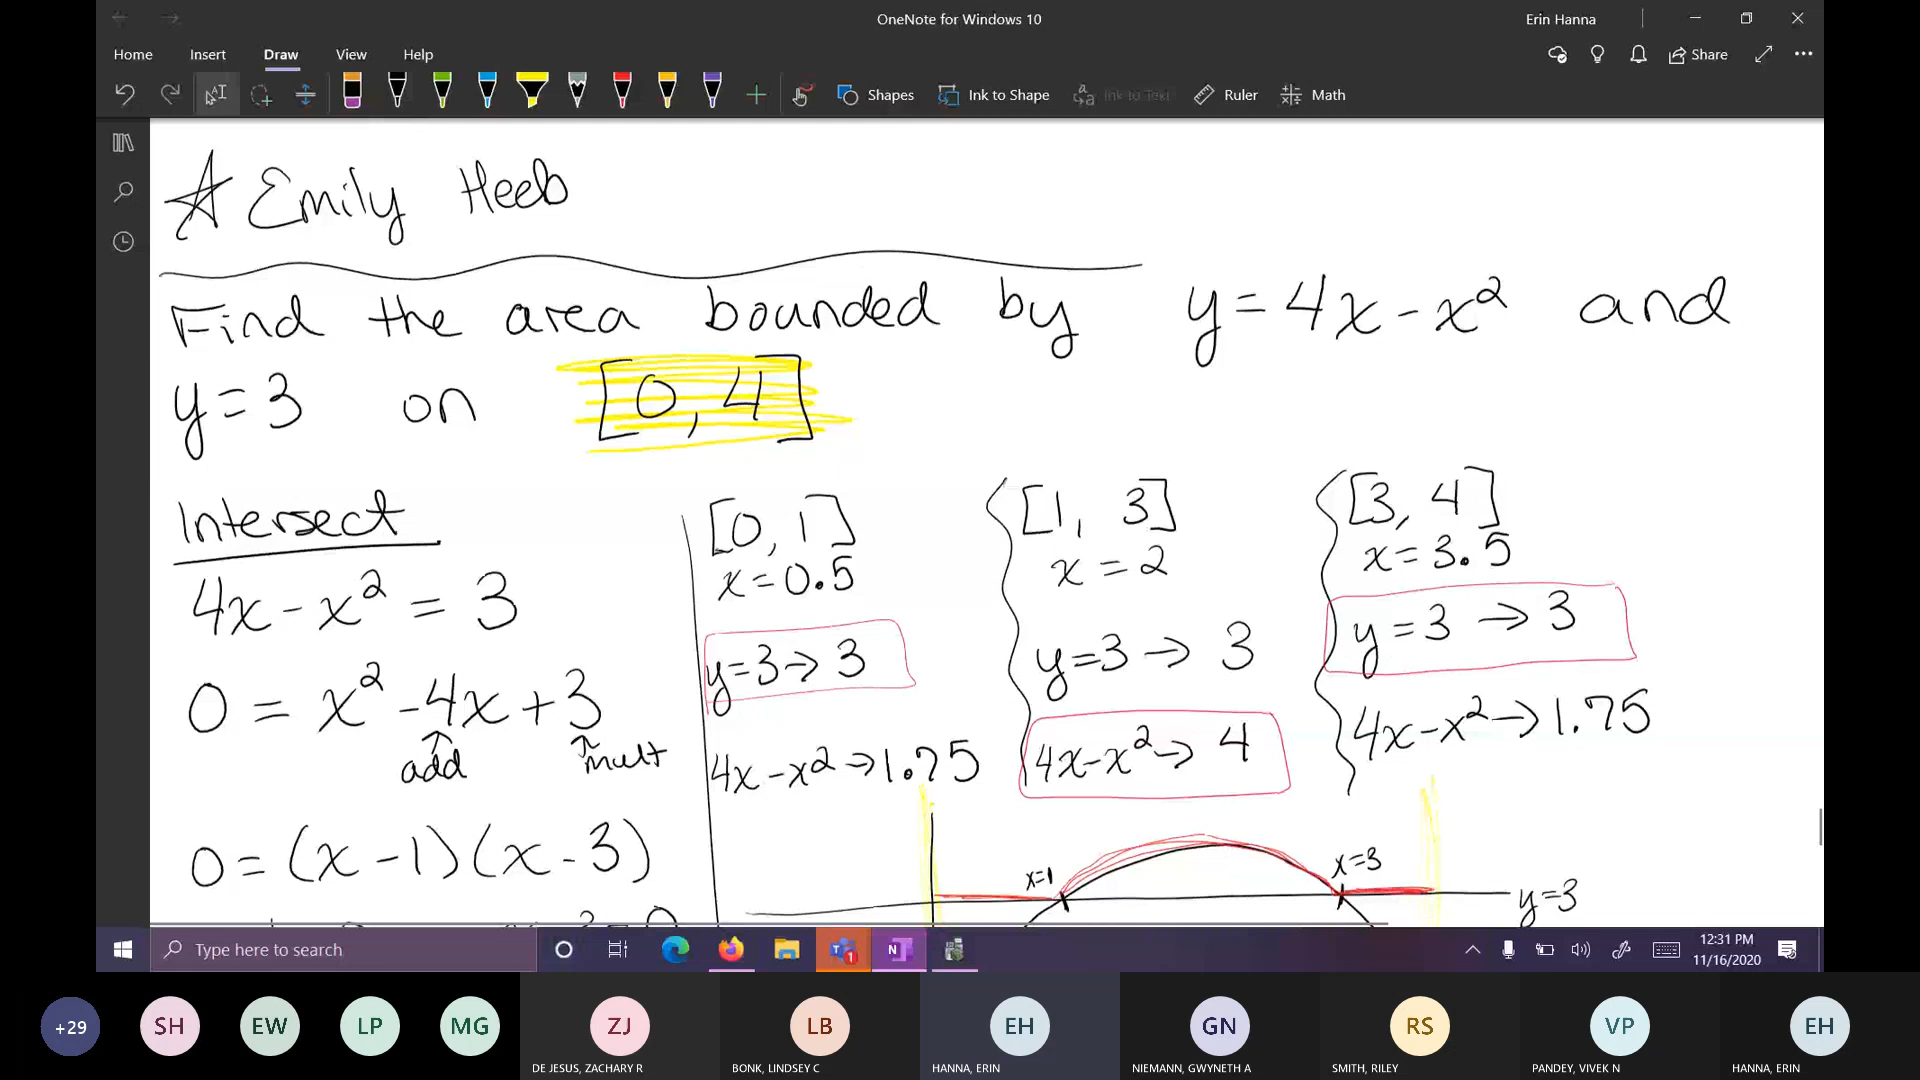 OneNote for Windows 10
Erin Hanna
Home Insert Draw View Help
Share
Shapes Ink to Shape Ink to Text Ruler Math
Emily Heeb
Find the area bounded by y=4x-x² and
y=3 on [0,4]
Intersect
4x-x²=3
0=x²-4x+3
add mult
0=(x-1)(x-3)
[0,1]
x=0.5
y=3→3
4x-x²→1.75
[1,3]
x=2
y=3→3
4x-x²→4
[3,4]
x=3.5
y=3→3
4x-x²→1.75
x=1
x=3
y=3
Type here to search
1
12:31 PM
11/16/2020
+29 SH EW LP MG ZJ LB EH GN RS VP EH
DE JESUS, ZACHARY R BONK, LINDSEY C HANNA, ERIN NIEMANN, GWYNETH A SMITH, RILEY PANDEY, VIVEK N HANNA, ERIN